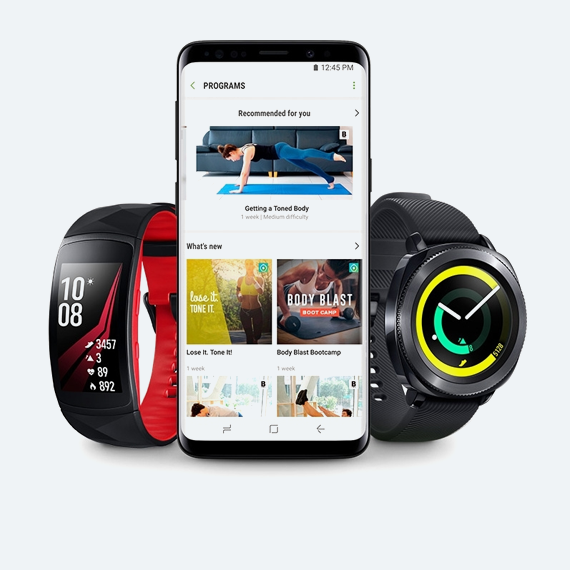 12:45 PM
PROGRAMS
Recommended for you
B
Getting a Toned Body
1 week | Medium difficulty
What's new
lose it.
TONE IT.
BODY BLAST
BOOT CAMP
Lose It. Tone It!
Body Blast Bootcamp
1 week
1 week
B
B
10
08
3457
3
89
892
5128